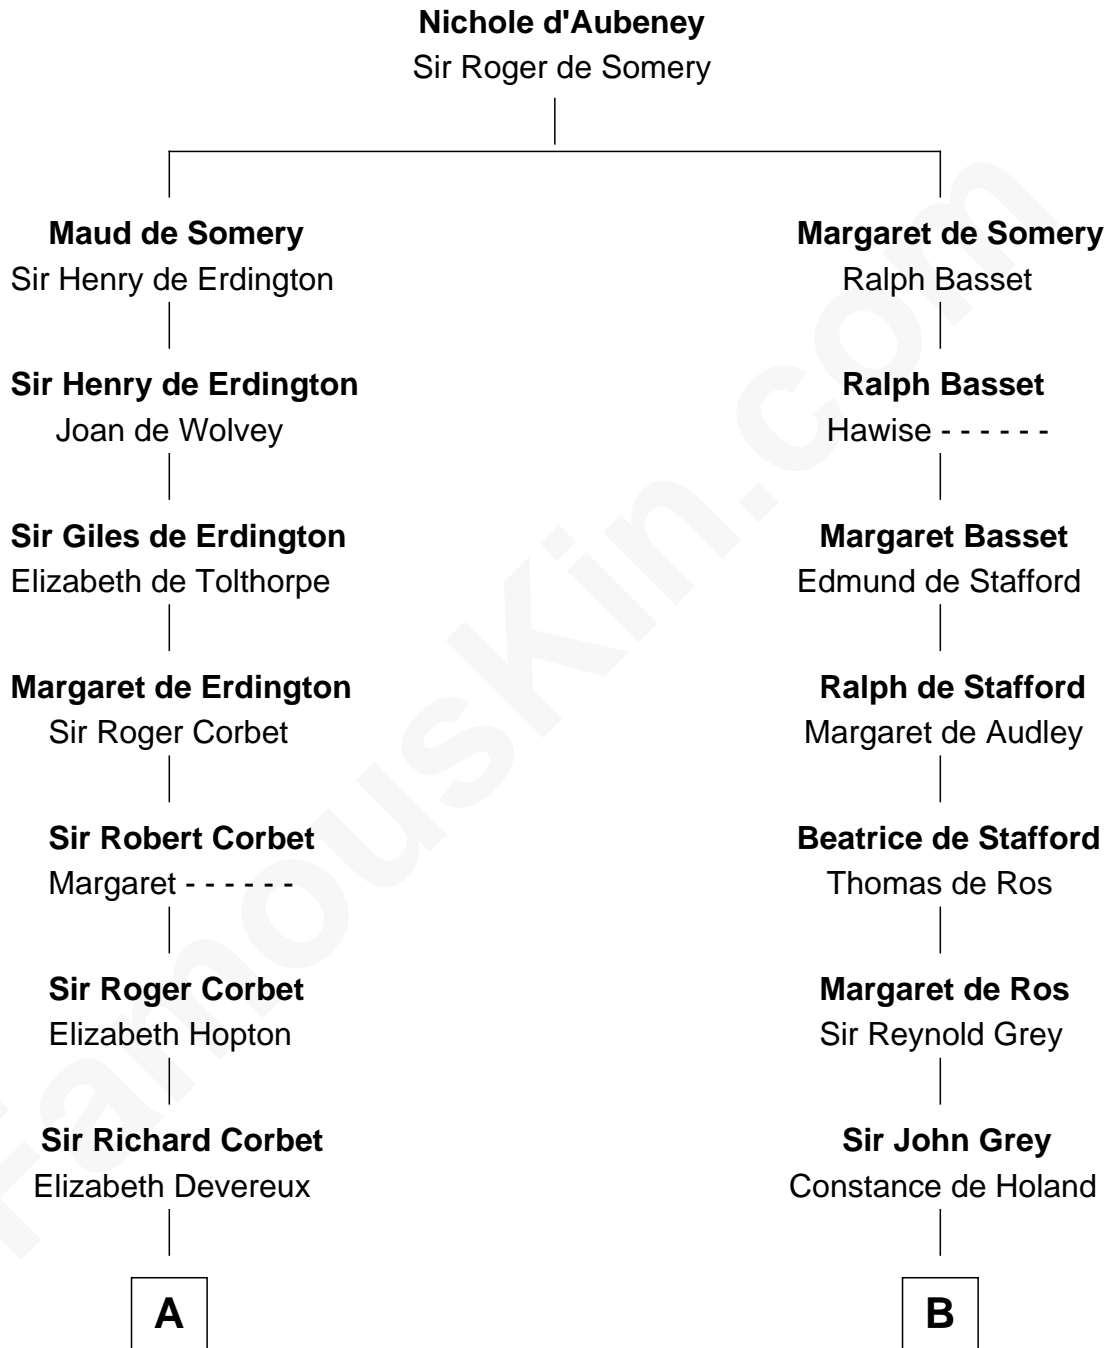 Nichole d'Aubeney
Sir Roger de Somery
Maud de Somery
Sir Henry de Erdington
Margaret de Somery
Ralph Basset
Sir Henry de Erdington
Joan de Wolvey
Ralph Basset
Hawise - - - - - -
Sir Giles de Erdington
Elizabeth de Tolthorpe
Margaret Basset
Edmund de Stafford
Margaret de Erdington
Sir Roger Corbet
Ralph de Stafford
Margaret de Audley
Sir Robert Corbet
Margaret - - - - - -
Beatrice de Stafford
Thomas de Ros
Sir Roger Corbet
Elizabeth Hopton
Margaret de Ros
Sir Reynold Grey
Sir Richard Corbet
Elizabeth Devereux
Sir John Grey
Constance de Holand
A
B
FamousKin.com